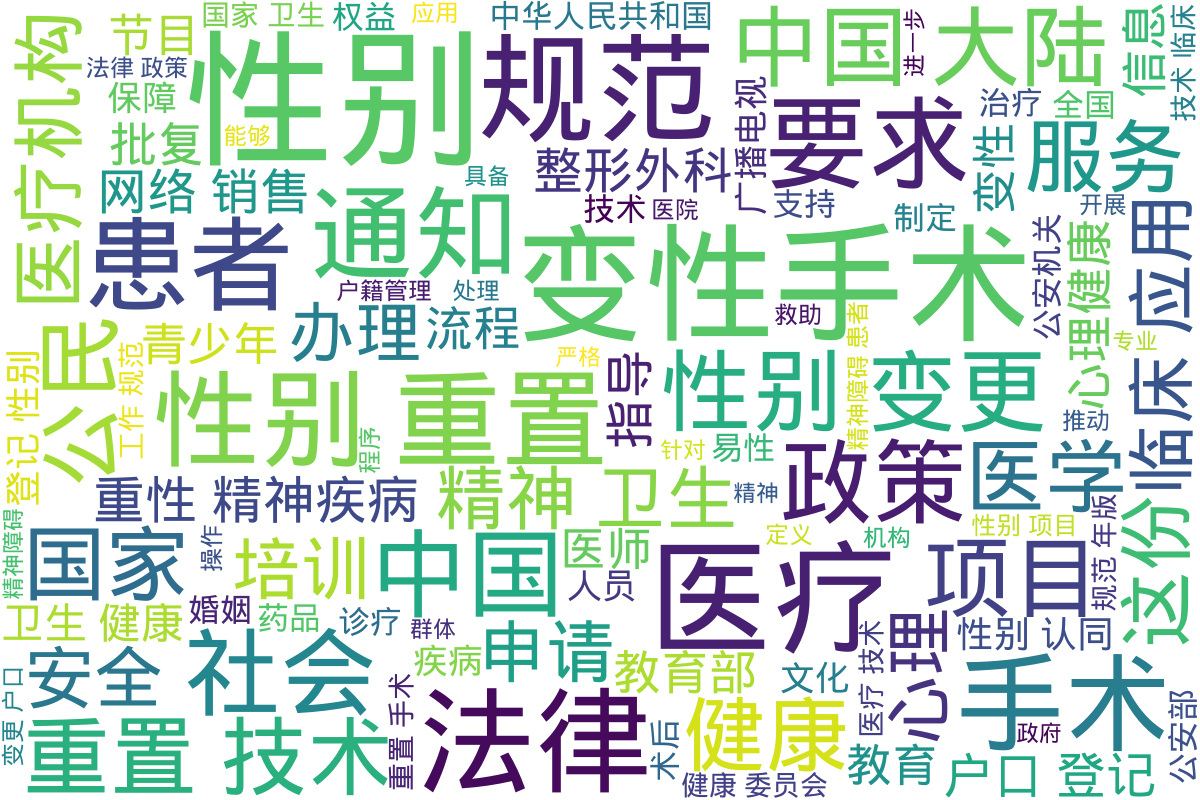 国家 卫生
权益
应用
中华人民共和国
中国
大陆
进一步
信息
技术 临床
医疗机构
节目
法律 政策
保障
性别
规范
要求
广播电视
治疗
全国
批复
能够
变性
服务
网络 销售
整形外科
具备
技术
医院
支持
制定
开展
患者
通知
变性手术
公安机关
心理健康
应用
户籍管理
处理
救助
公民
青少年
办理
流程
严格
指导
性别 变更
精神障碍 患者
专业
临床
登记 性别
工作 规范
性别 重置
程序
针对
易性
推动
政策
医学
重性 精神疾病
精神 卫生
精神
精神障碍
国家
操作
培训
中国
医师
医疗
定义
机构
性别 项目
项目
规范 年版
这份
人员
卫生 健康
婚姻
药品
诊疗
群体
申请
心理
性别 认同
安全
社会
疾病
教育部
文化
医疗 技术
手术
变更 户口
重置 技术
重置 手术
法律
术后
健康
健康 委员会
教育
政府
户口 登记
公安部